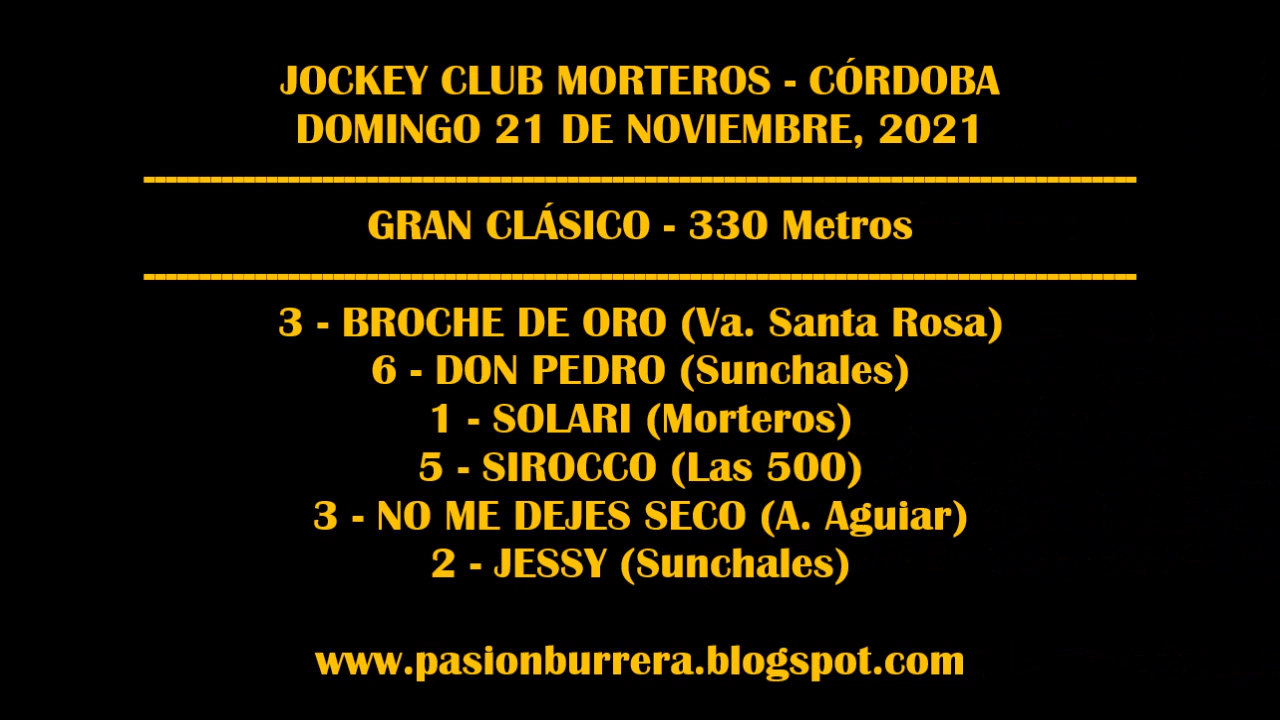 JOCKEY CLUB MORTEROS - CÓRDOBA
DOMINGO 21 DE NOVIEMBRE, 2021
GRAN CLÁSICO - 330 Metros
3 - BROCHE DE ORO (Va. Santa Rosa)
6 - DON PEDRO (Sunchales)
1 - SOLARI (Morteros)
5 - SIROCCO (Las 500)
3 - NO ME DEJES SECO (A. Aguiar)
2 - JESSY (Sunchales)
www.pasionburrera.blogspot.com